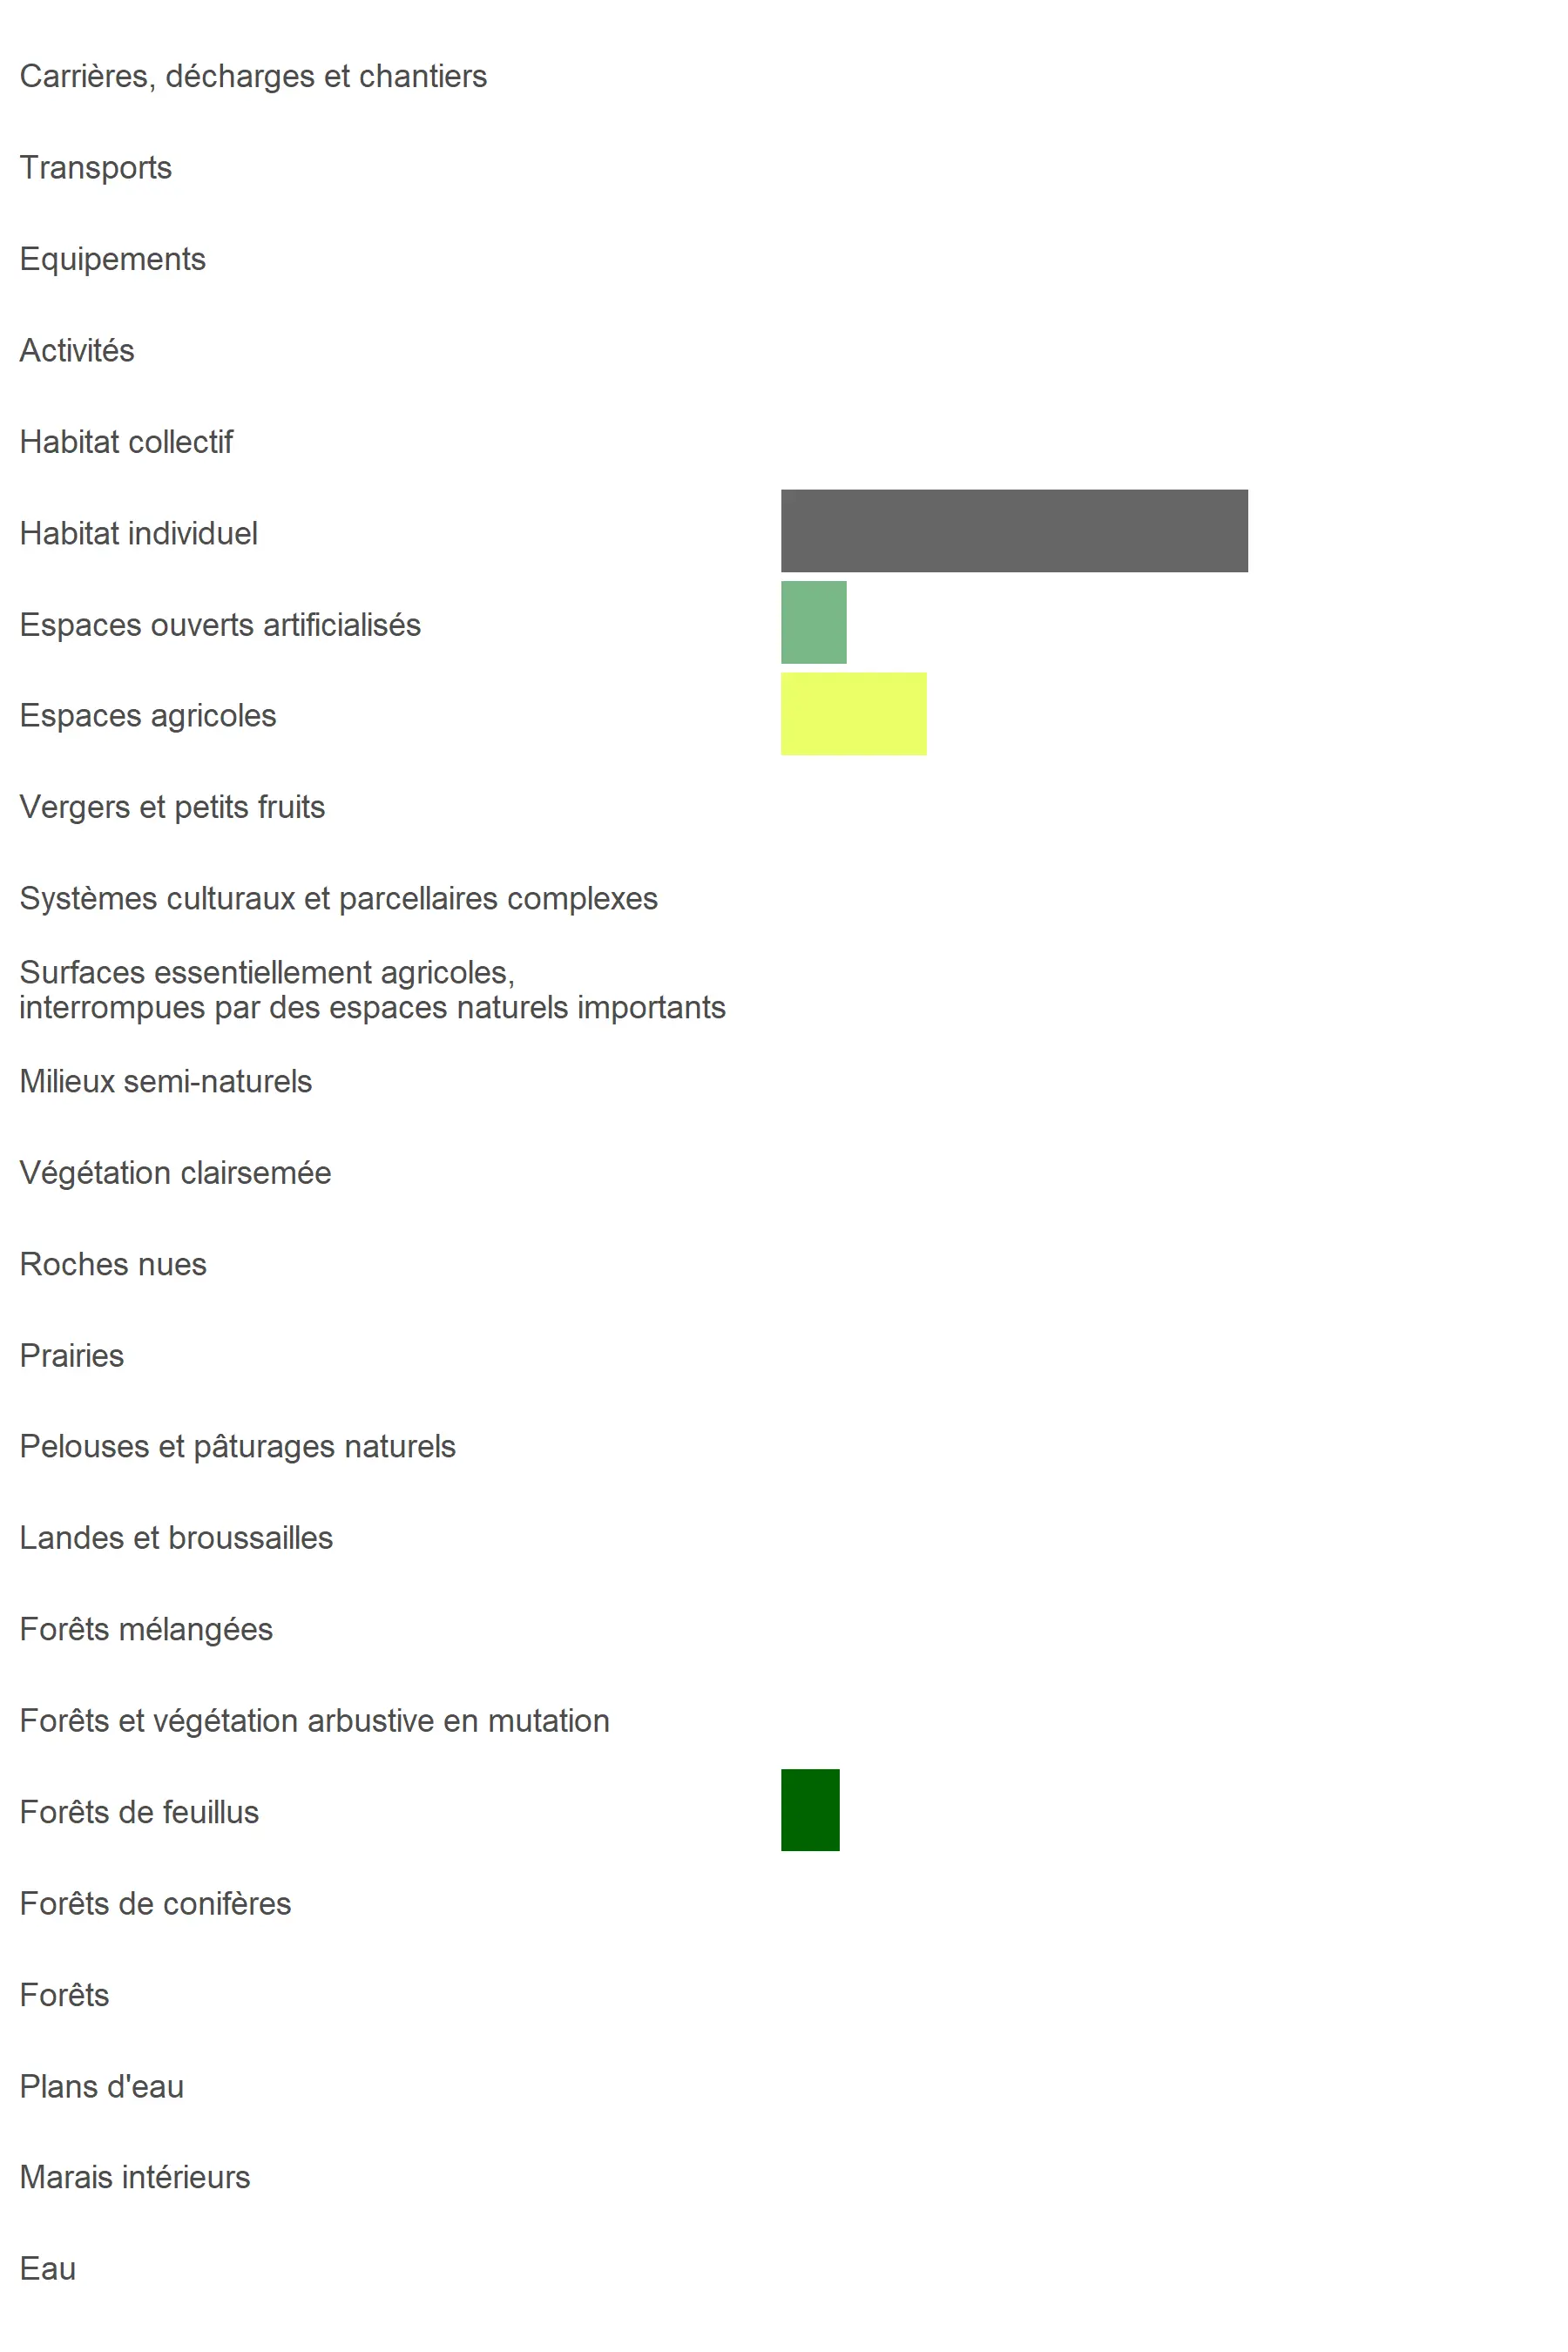 Carrières, décharges et chantiers
Transports
Equipements
Activités
Habitat collectif
Habitat individuel
Espaces ouverts artificialisés
Espaces agricoles
Vergers et petits fruits
Systèmes culturaux et parcellaires complexes
Surfaces essentiellement agricoles,
interrompues par des espaces naturels importants
Milieux semi-naturels
Végétation clairsemée
Roches nues
Prairies
Pelouses et pâturages naturels
Landes et broussailles
Forêts mélangées
Forêts et végétation arbustive en mutation
Forêts de feuillus
Forêts de conifères
Forêts
Plans d'eau
Marais intérieurs
Eau